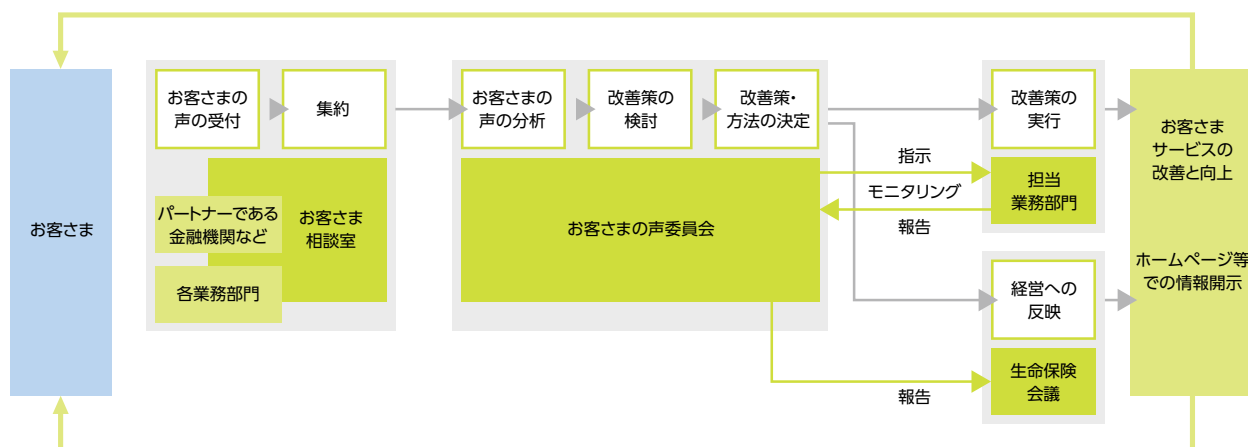 お客さま
お客さまの
声の受付
集約
パートナーである
金融機関など
お客さま
相談室
各業務部門
お客さまの
声の分析
改善策の
検討
改善策・
方法の決定
お客さまの声委員会
指示
モニタリング
報告
報告
改善策の
実行
担当
業務部門
経営への
反映
生命保険
会議
お客さま
サービスの
改善と向上
ホームページ等
での情報開示